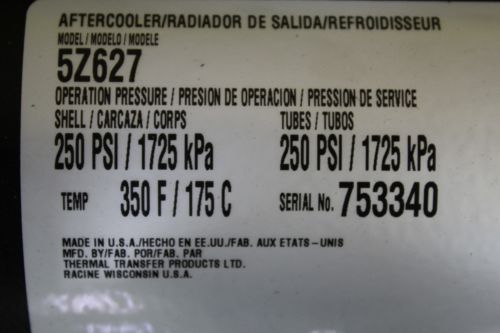 AFTERCOOLER/RADIADOR DE SALIDA/REFROIDISSEUR
MODEL / MODELO / MODELE
5Z627
OPERATION PRESSURE / PRESION DE OPERACION / PRESSION DE SERVICE
SHELL / CARCAZA / CORPS TUBES / TUBOS
250 PSI / 1725 kPa 250 PSI / 1725 kPa
TEMP 350 F / 175 C SERIAL No. 753340
MADE IN U.S.A./HECHO EN EE.UU./FAB. AUX ETATS-UNIS
MFD. BY/FAB. POR/FAB. PAR
THERMAL TRANSFER PRODUCTS LTD.
RACINE WISCONSIN U.S.A.